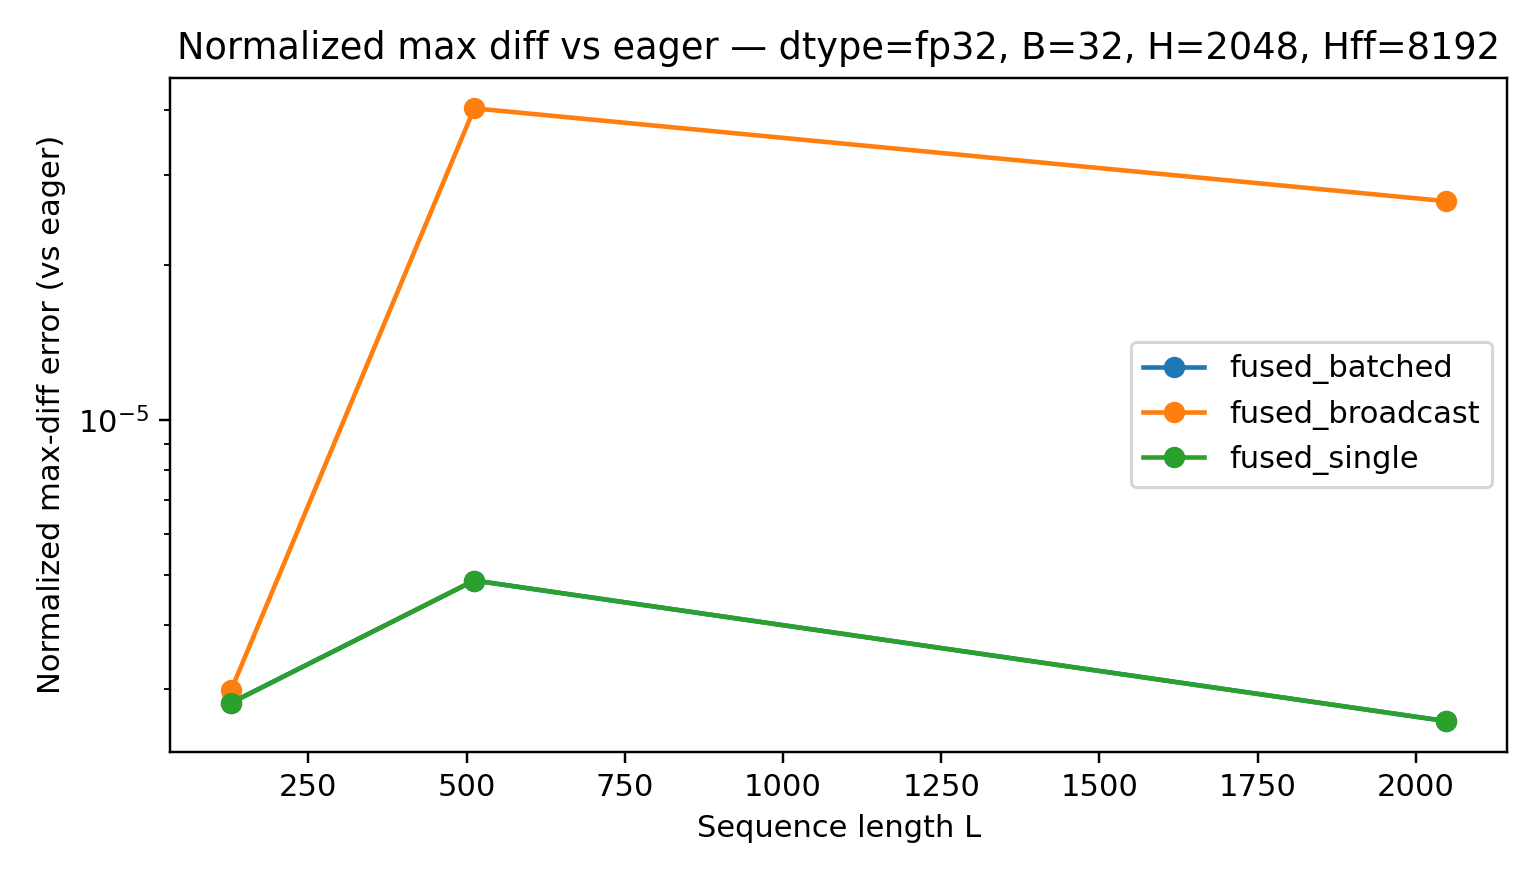 Normalized max diff vs eager — dtype=fp32, B=32, H=2048, Hff=8192
Normalized max-diff error (vs eager)
10⁻⁵
fused_batched
fused_broadcast
fused_single
250 500 750 1000 1250 1500 1750 2000
Sequence length L